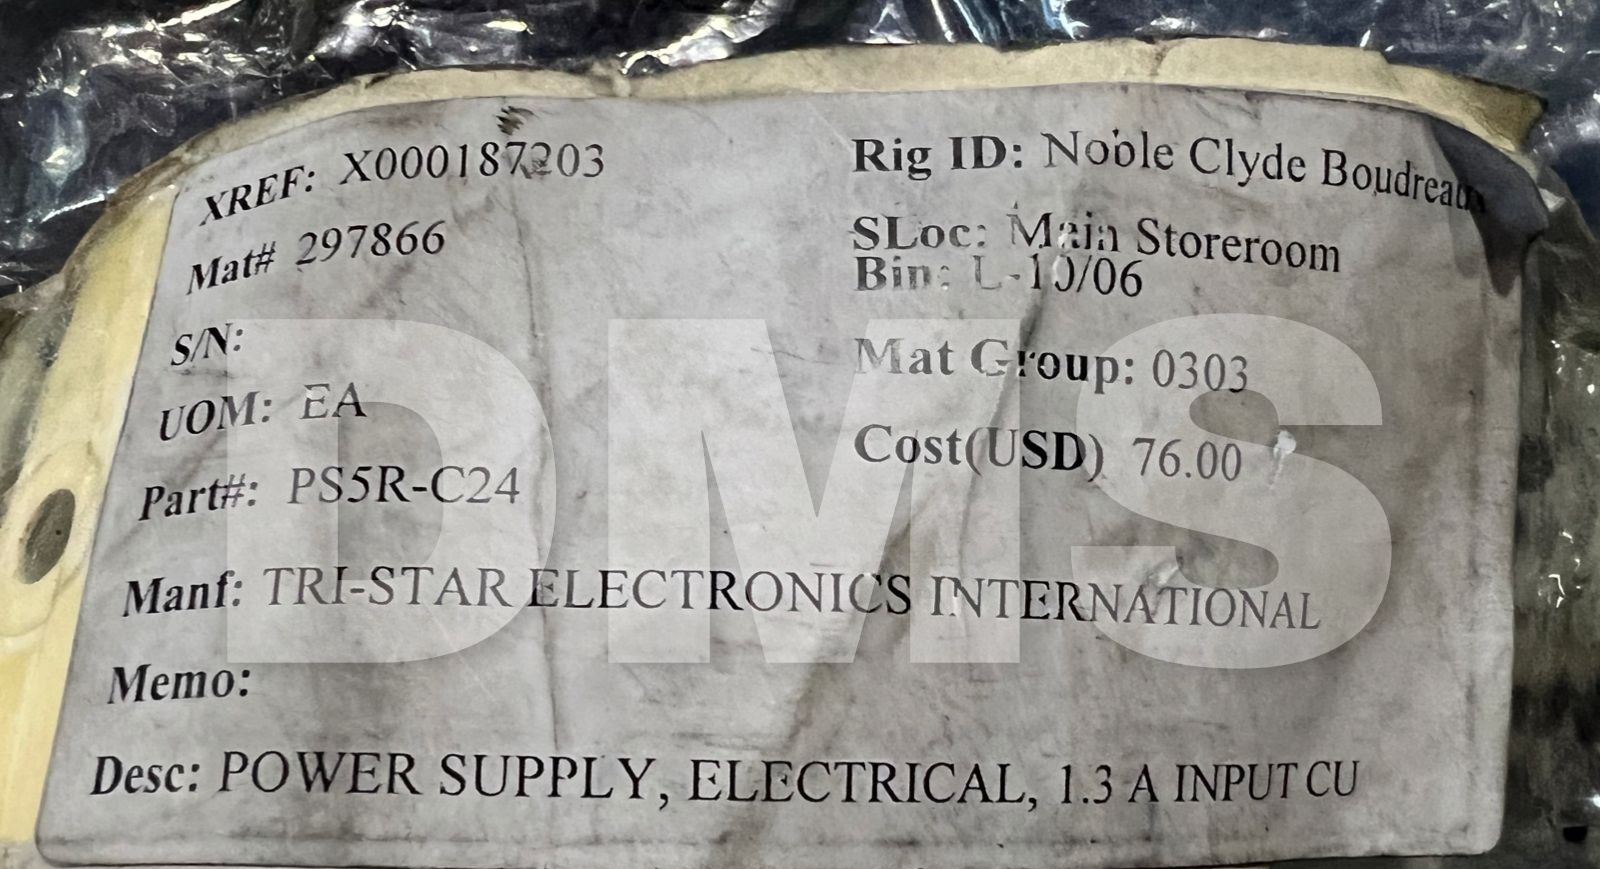 XREF: X000187203
Mat# 297866
S/N:
UOM: EA
Part#: PS5R-C24
Manf: TRI-STAR ELECTRONICS INTERNATIONAL
Memo:
Desc: POWER SUPPLY, ELECTRICAL, 1.3 A INPUT CU
Rig ID: Noble Clyde Boudreaux
SLoc: Main Storeroom
Bin: L-10/06
Mat Group: 0303
Cost(USD) 76.00
DMS